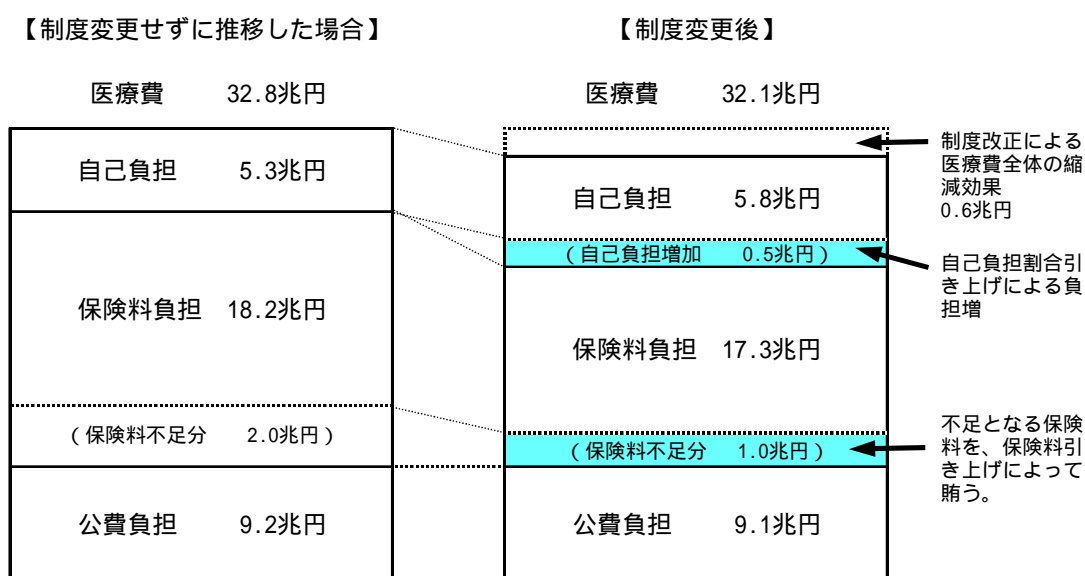 【制度変更せずに推移した場合】
医療費 32.8兆円
自己負担 5.3兆円
保険料負担 18.2兆円
(保険料不足分 2.0兆円)
公費負担 9.2兆円
【制度変更後】
医療費 32.1兆円
自己負担 5.8兆円
(自己負担増加 0.5兆円)
保険料負担 17.3兆円
(保険料不足分 1.0兆円)
公費負担 9.1兆円
制度改正による
医療費全体の縮
減効果
0.6兆円
自己負担割合引
き上げによる負
担増
不足となる保険
料を、保険料引
き上げによって
賄う。